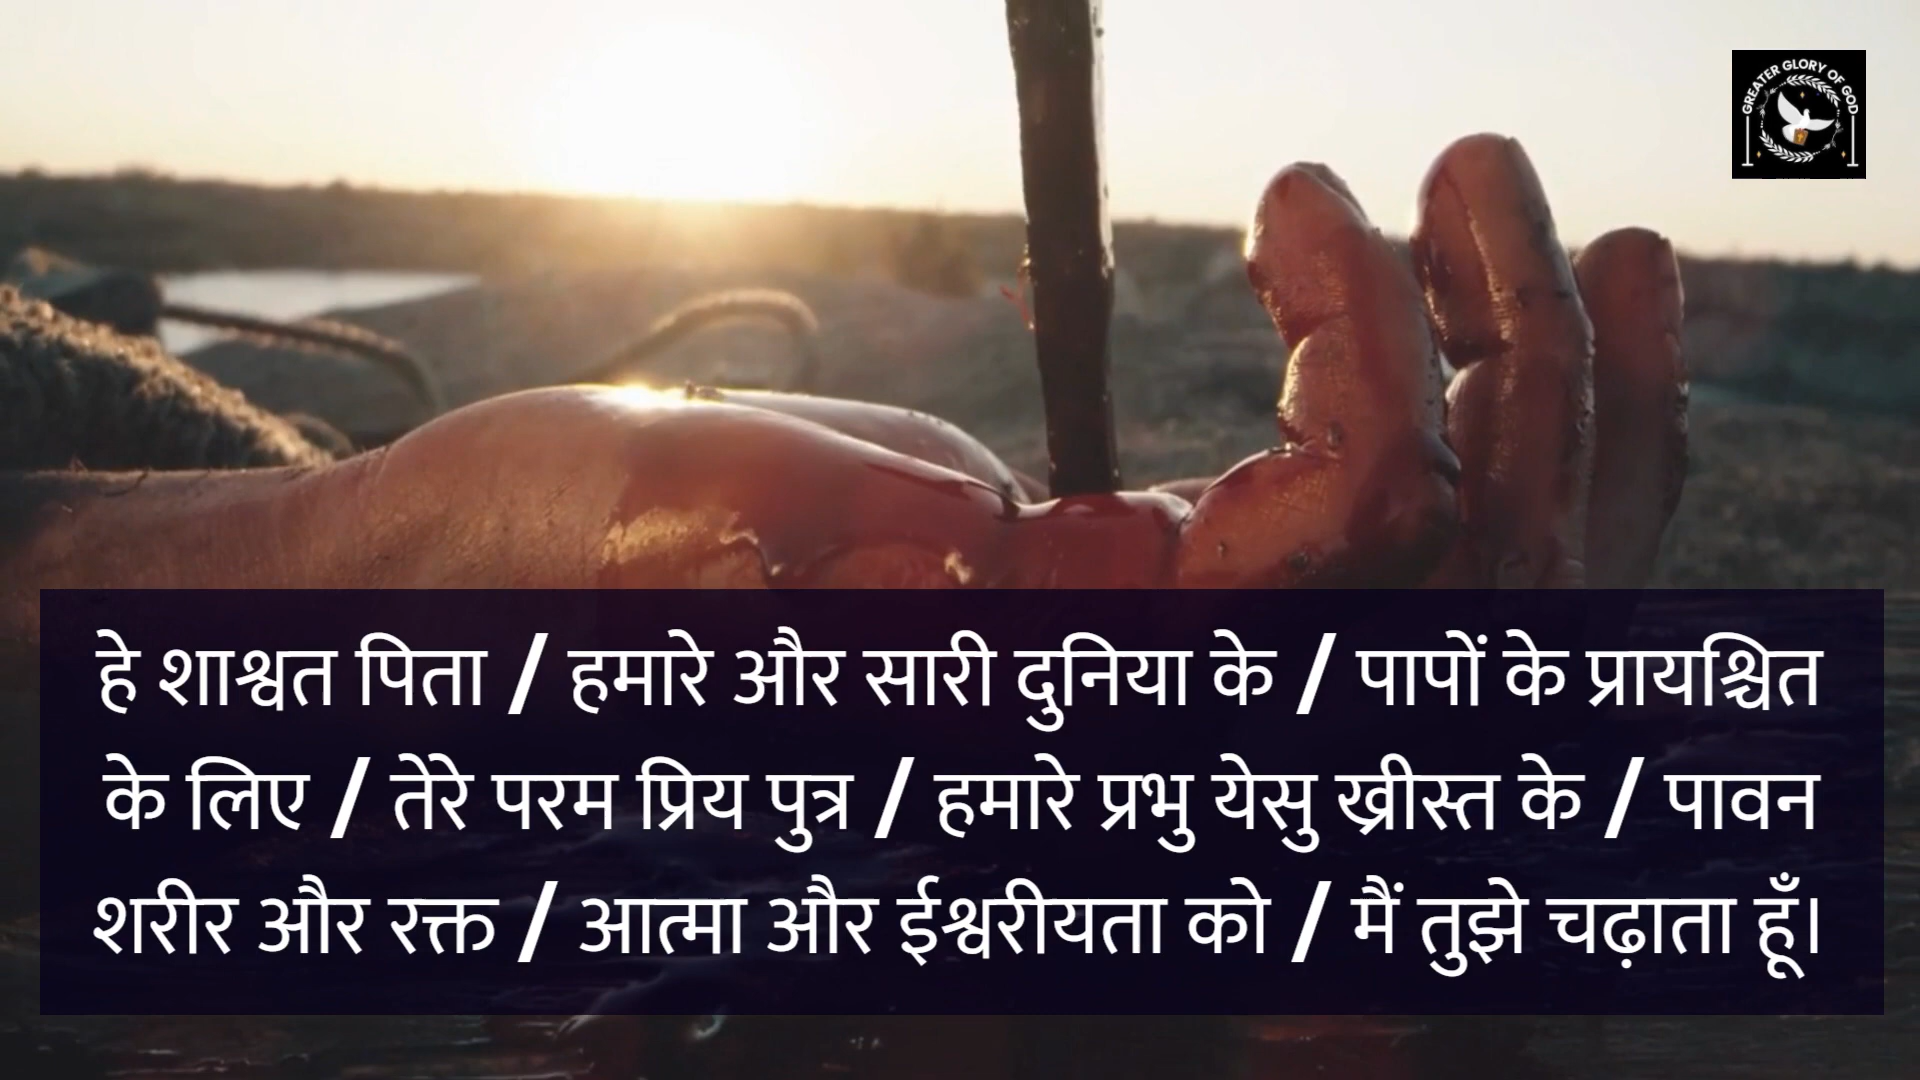 GREATER GLORY OF GOD
हे शाश्वत पिता / हमारे और सारी दुनिया के / पापों के प्रायश्चित
के लिए / तेरे परम प्रिय पुत्र / हमारे प्रभु येसु ख्रीस्त के / पावन
शरीर और रक्त / आत्मा और ईश्वरीयता को / मैं तुझे चढ़ाता हूँ।